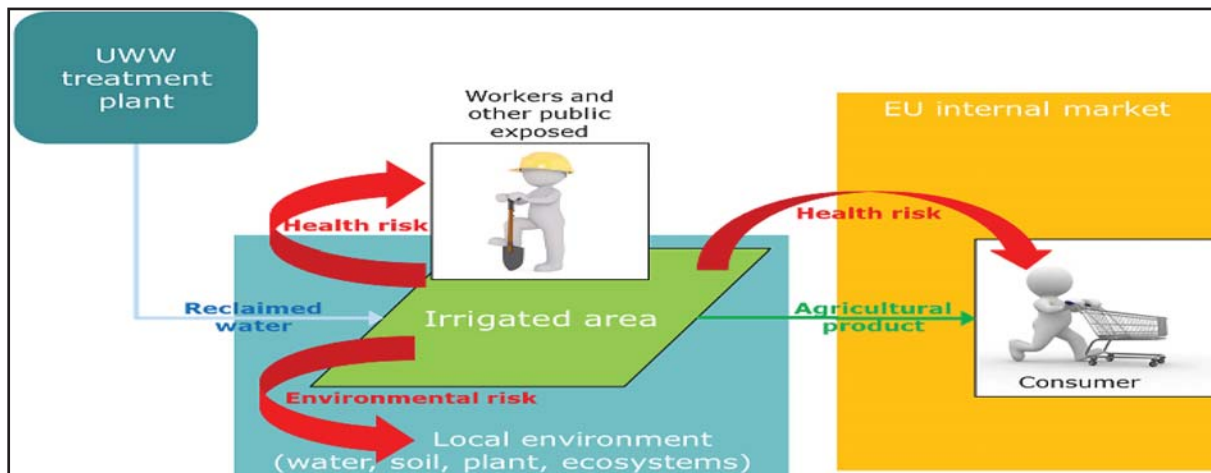 UWW
treatment
plant
Workers and
other public
exposed
EU internal market
Health risk
Health risk
Reclaimed
water
Irrigated area
Agricultural
product
Consumer
Environmental risk
Local environment
(water, soil, plant, ecosystems)